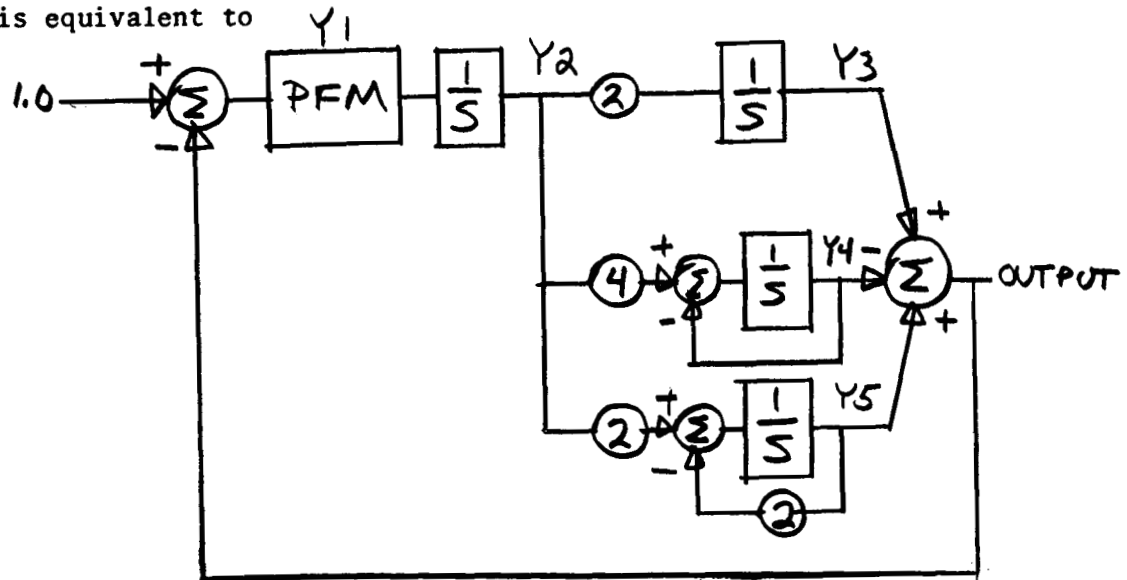 is equivalent to
Y1
1.0
+
Σ
-
PFM
1
S
Y2
2
1
S
Y3
+
4
+
Σ
-
1
S
Y4
-
Σ
OUTPUT
+
2
+
Σ
-
1
S
Y5
2